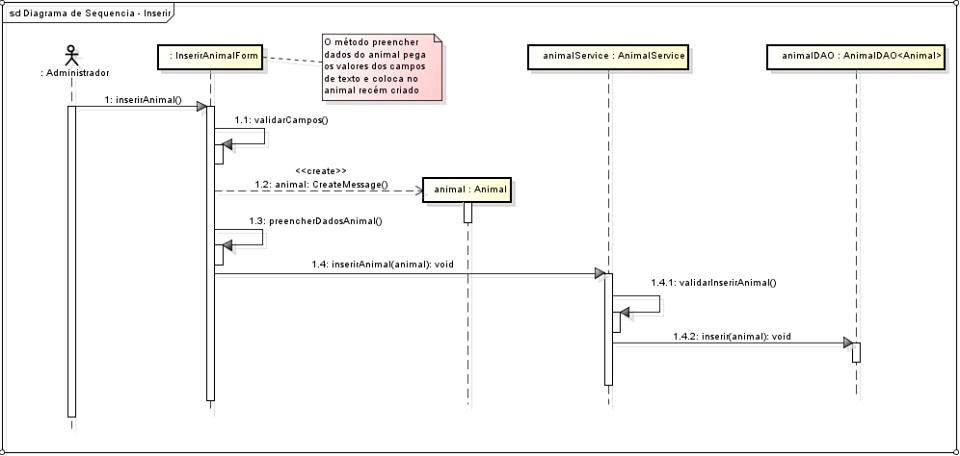 sd Diagrama de Sequencia - Inserir
: Administrador
: InserirAnimalForm
O método preencher
dados do animal pega
os valores dos campos
de texto e coloca no
animal recém criado
animalService : AnimalService
animalDAO : AnimalDAO<Animal>
1: inserirAnimal()
1.1: validarCampos()
<<create>>
1.2: animal: CreateMessage()
animal : Animal
1.3: preencherDadosAnimal()
1.4: inserirAnimal(animal): void
1.4.1: validarInserirAnimal()
1.4.2: inserir(animal): void